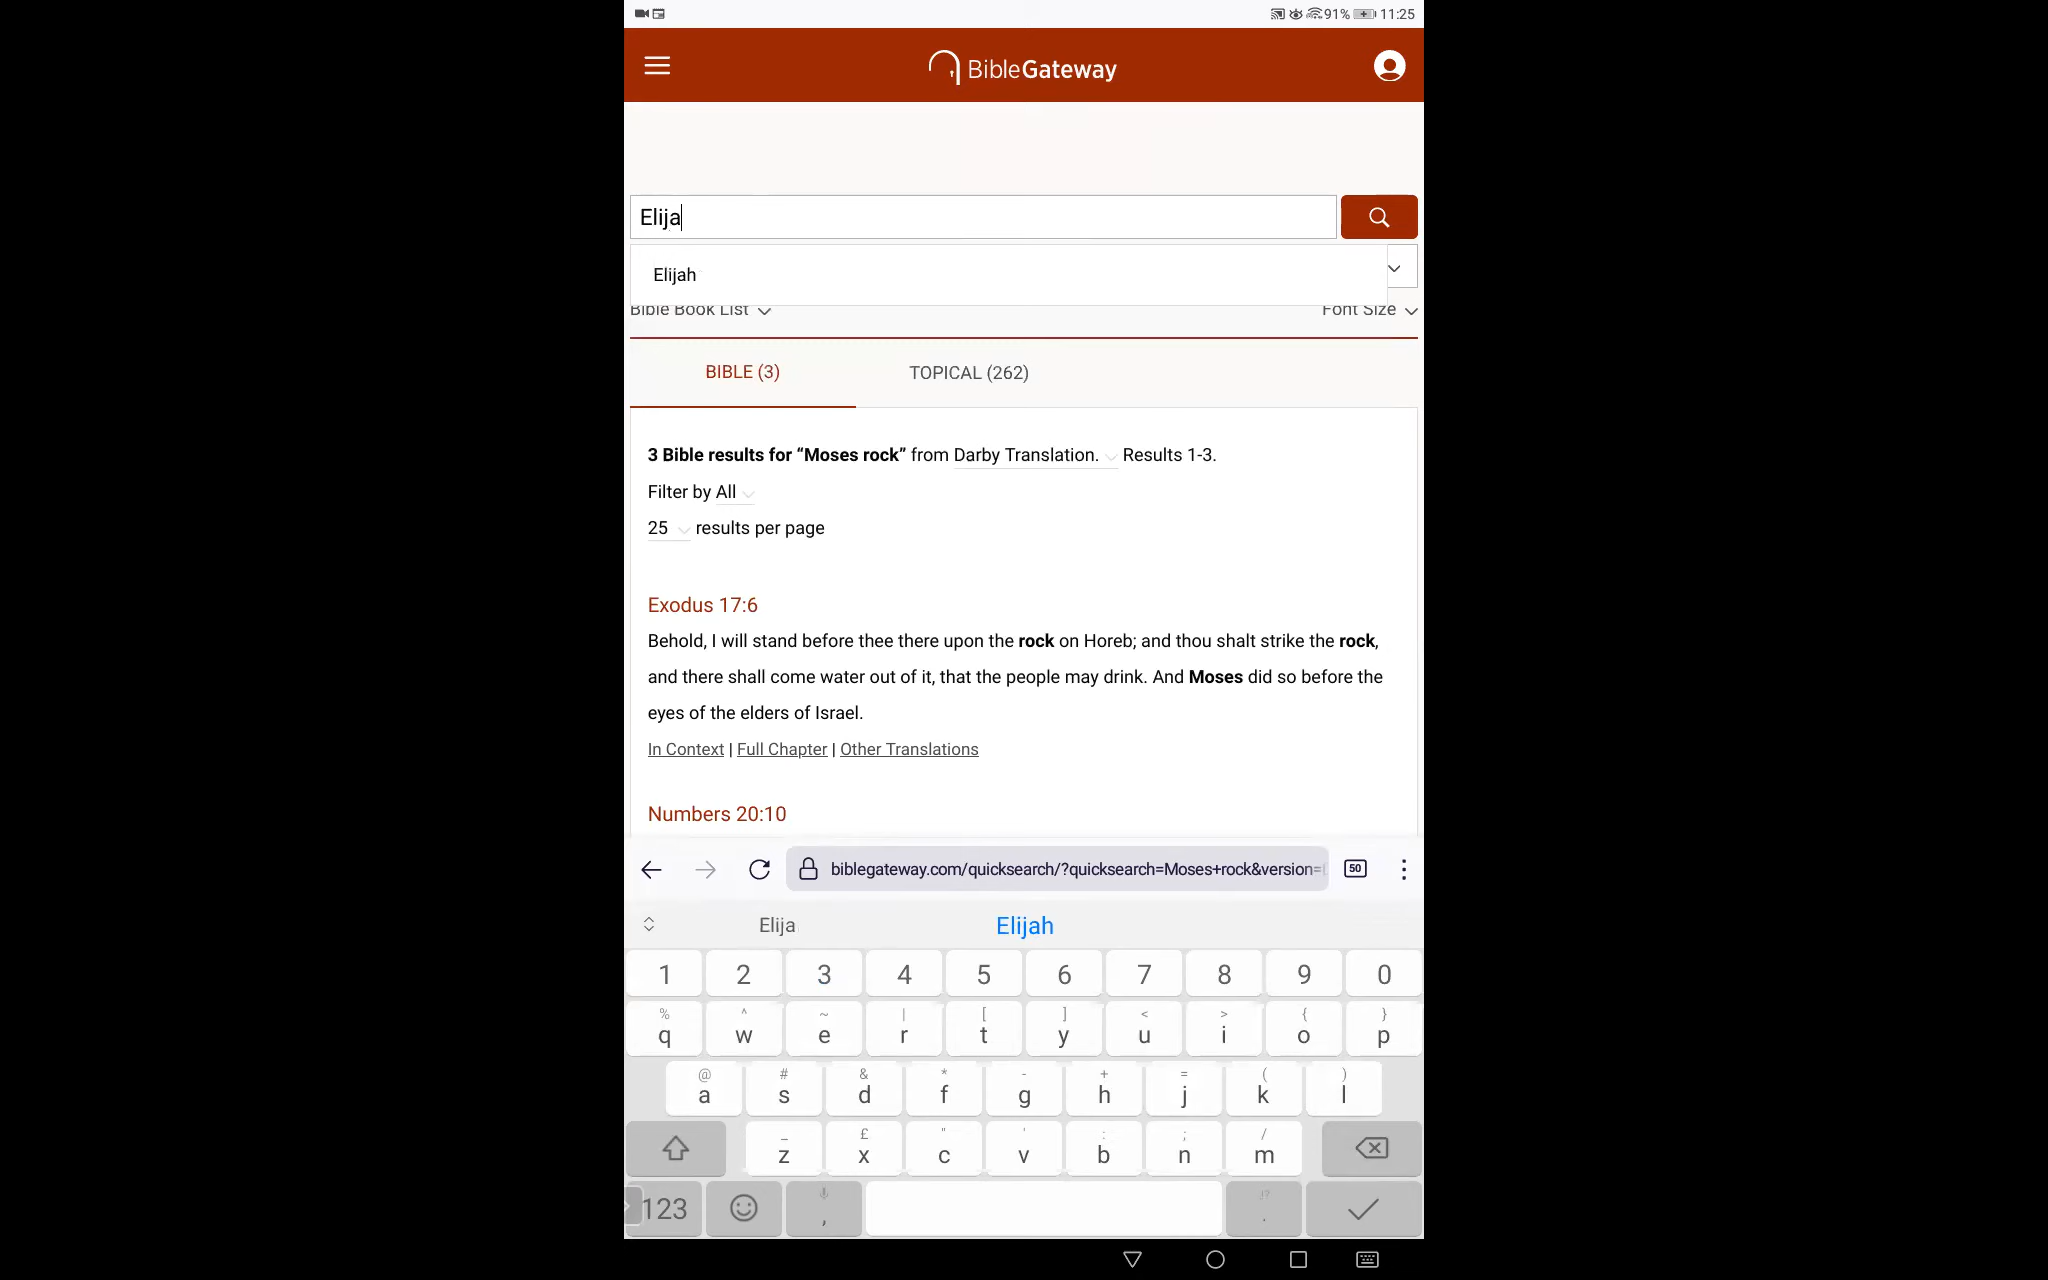 91% 11:25
BibleGateway
Elija
Elijah
Bible Book List Font Size
BIBLE (3) TOPICAL (262)
3 Bible results for “Moses rock” from Darby Translation. Results 1-3.
Filter by All
25 results per page
Exodus 17:6
Behold, I will stand before thee there upon the rock on Horeb; and thou shalt strike the rock,
and there shall come water out of it, that the people may drink. And Moses did so before the
eyes of the elders of Israel.
In Context | Full Chapter | Other Translations
Numbers 20:10
biblegateway.com/quicksearch/?quicksearch=Moses+rock&version= 50
Elija Elijah
1 2 3 4 5 6 7 8 9 0
% ^ ~ | [ ] < > { }
q w e r t y u i o p
@ # & * - + = ( )
a s d f g h j k l
_ £ " ' : ; /
z x c v b n m
!?
123 , .